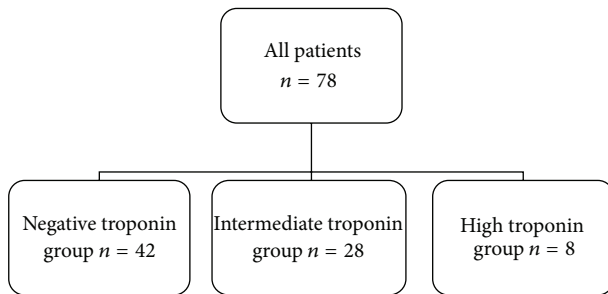 All patients
n = 78
Negative troponin
group n = 42
Intermediate troponin
group n = 28
High troponin
group n = 8